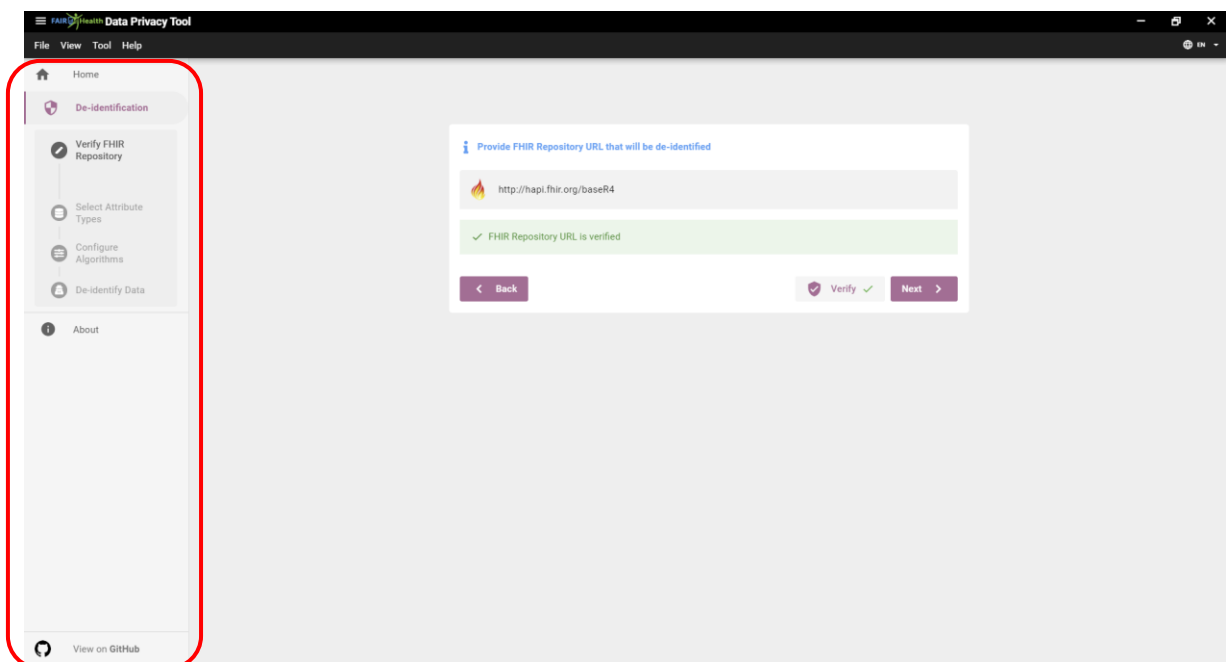 FAIR4Health Data Privacy Tool
File View Tool Help
EN
Home
De-identification
Verify FHIR
Repository
Select Attribute
Types
Configure
Algorithms
De-identify Data
About
View on GitHub
Provide FHIR Repository URL that will be de-identified
http://hapi.fhir.org/baseR4
FHIR Repository URL is verified
Back
Verify
Next